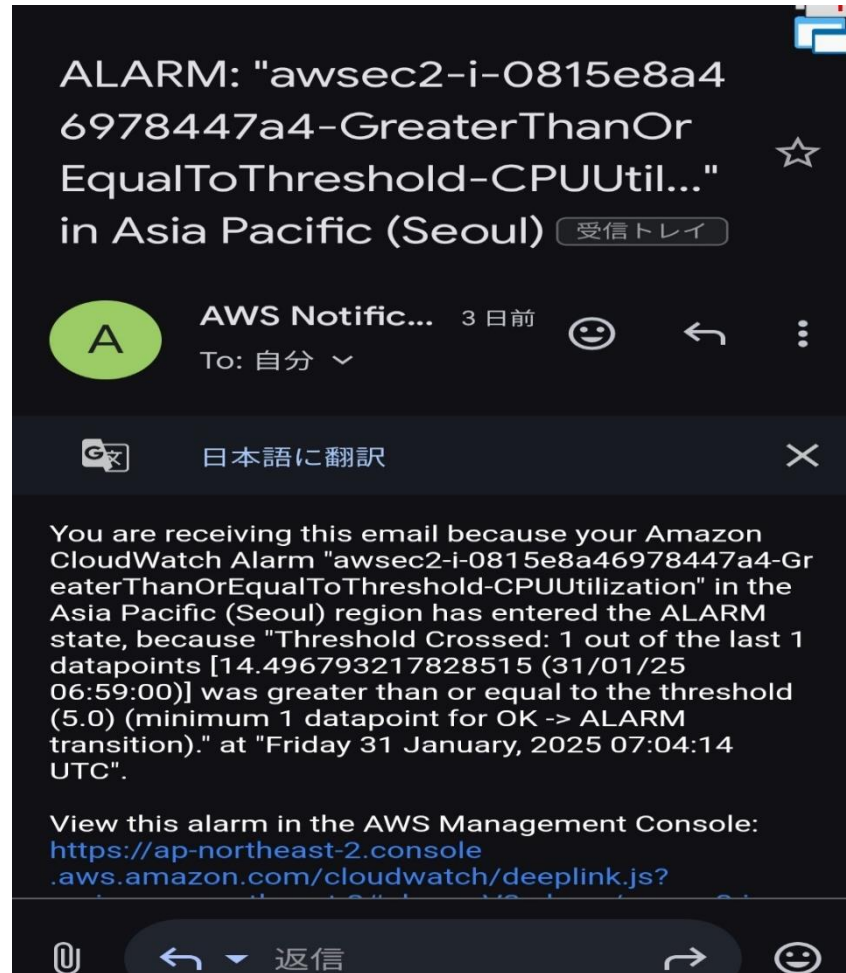 ALARM: "awsec2-i-0815e8a4
6978447a4-GreaterThanOr
EqualToThreshold-CPUUtil..."
in Asia Pacific (Seoul) 受信トレイ
A
AWS Notific... 3 日前
To: 自分
日本語に翻訳
You are receiving this email because your Amazon
CloudWatch Alarm "awsec2-i-0815e8a46978447a4-Gr
eaterThanOrEqualToThreshold-CPUUtilization" in the
Asia Pacific (Seoul) region has entered the ALARM
state, because "Threshold Crossed: 1 out of the last 1
datapoints [14.496793217828515 (31/01/25
06:59:00)] was greater than or equal to the threshold
(5.0) (minimum 1 datapoint for OK -> ALARM
transition)." at "Friday 31 January, 2025 07:04:14
UTC".
View this alarm in the AWS Management Console:
https://ap-northeast-2.console
.aws.amazon.com/cloudwatch/deeplink.js?
返信